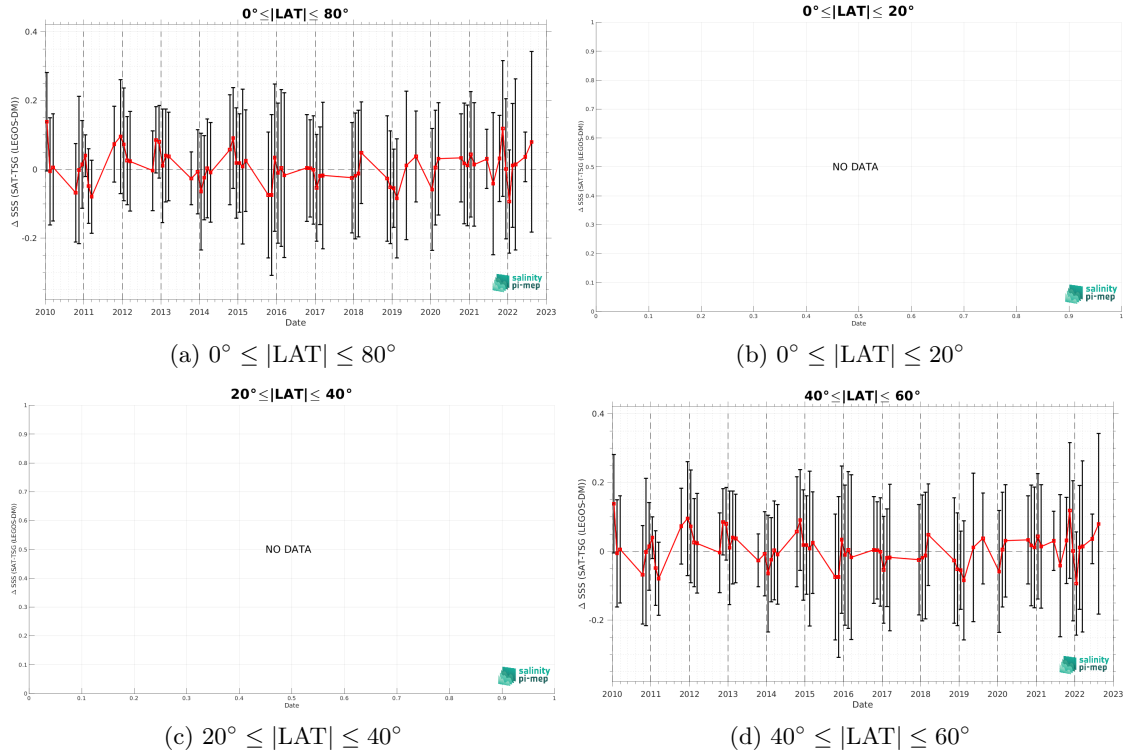 0°≤|LAT|≤ 80°
Δ SSS (SAT-TSG (LEGOS-DM))
0.4
0.2
0
-0.2
salinity
pi-mep
2010 2011 2012 2013 2014 2015 2016 2017 2018 2019 2020 2021 2022 2023
Date
(a) 0° ≤ |LAT| ≤ 80°
0°≤|LAT|≤ 20°
Δ SSS (SAT-TSG (LEGOS-DM))
1
0.9
0.8
0.7
0.6
0.5
0.4
0.3
0.2
0.1
0
NO DATA
salinity
pi-mep
0 0.1 0.2 0.3 0.4 0.5 0.6 0.7 0.8 0.9 1
Date
(b) 0° ≤ |LAT| ≤ 20°
20°≤|LAT|≤ 40°
Δ SSS (SAT-TSG (LEGOS-DM))
1
0.9
0.8
0.7
0.6
0.5
0.4
0.3
0.2
0.1
0
NO DATA
salinity
pi-mep
0 0.1 0.2 0.3 0.4 0.5 0.6 0.7 0.8 0.9 1
Date
(c) 20° ≤ |LAT| ≤ 40°
40°≤|LAT|≤ 60°
Δ SSS (SAT-TSG (LEGOS-DM))
0.4
0.2
0
-0.2
salinity
pi-mep
2010 2011 2012 2013 2014 2015 2016 2017 2018 2019 2020 2021 2022 2023
Date
(d) 40° ≤ |LAT| ≤ 60°